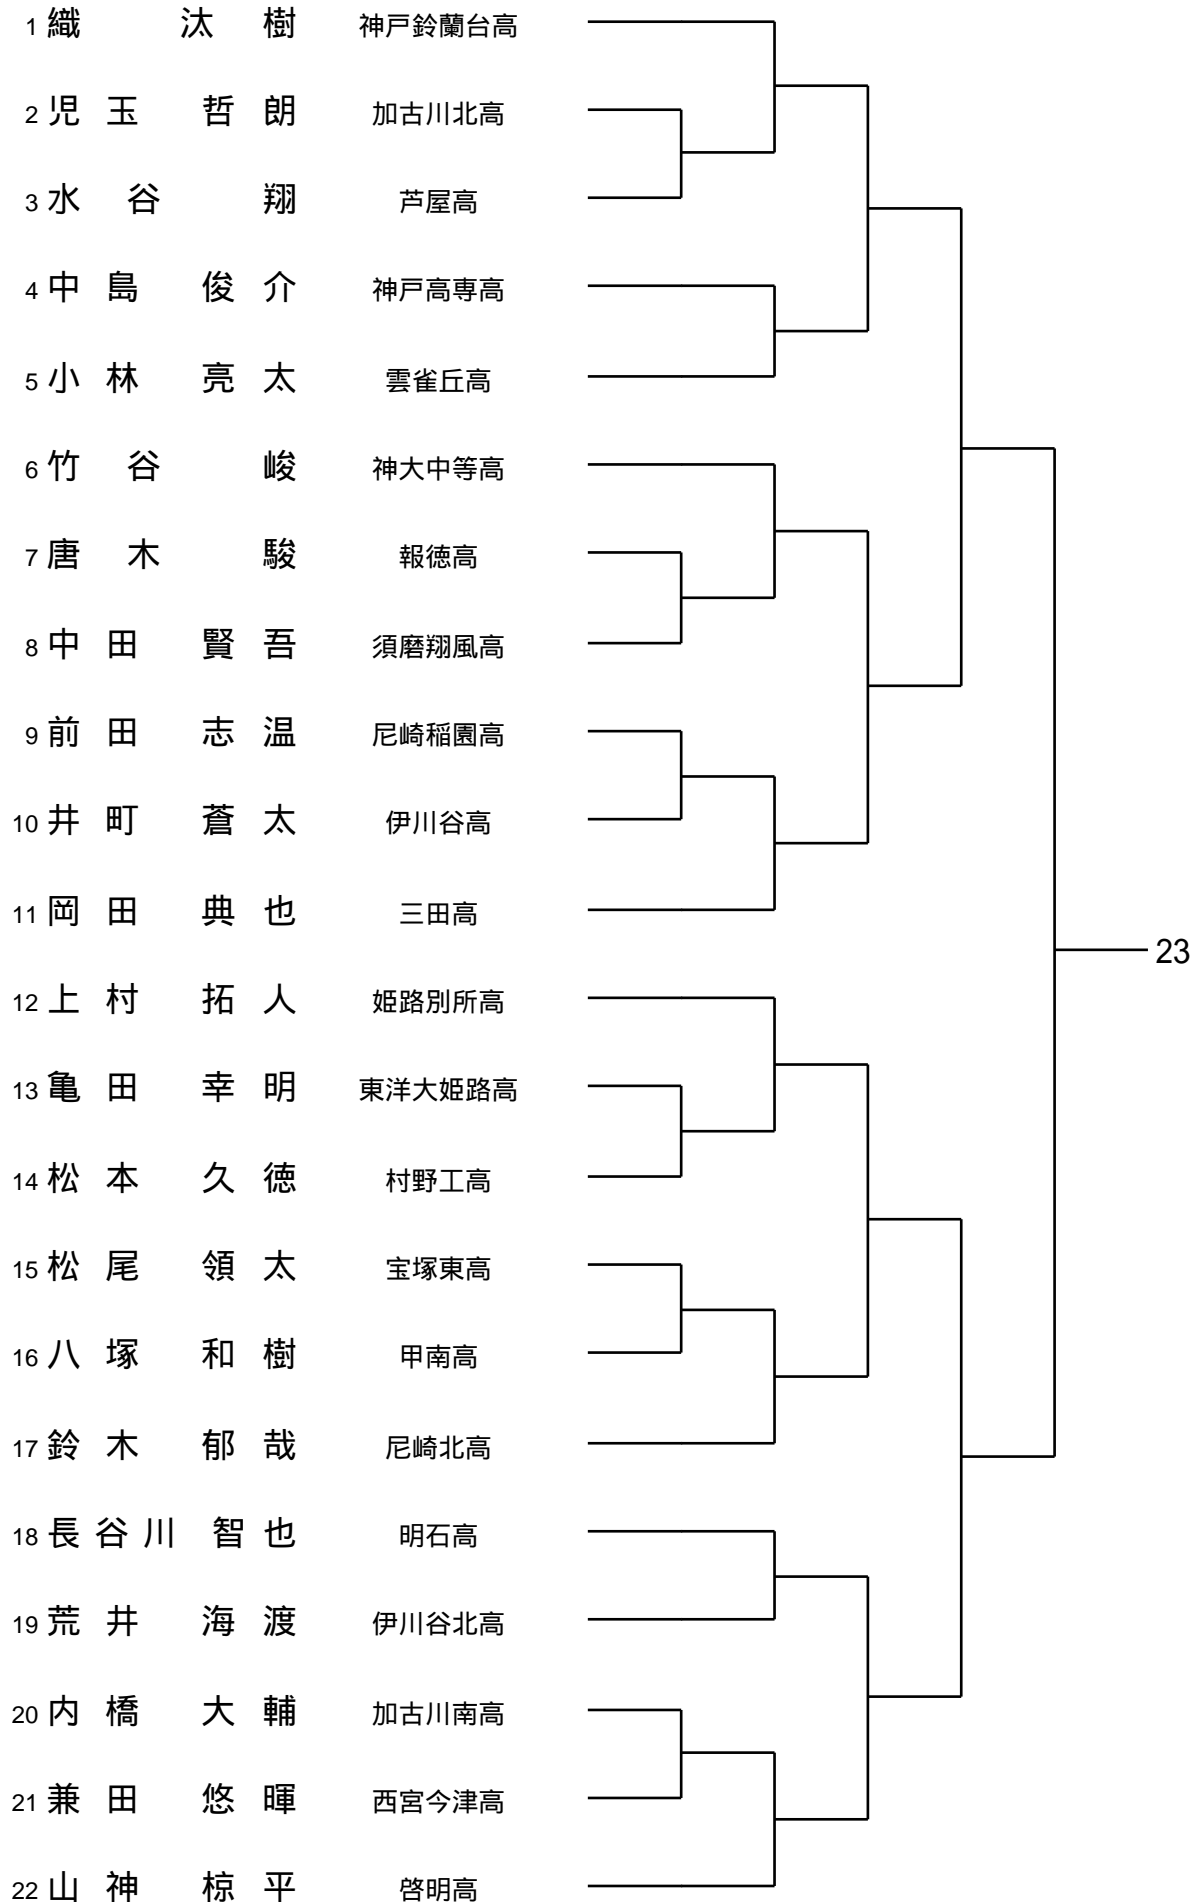 1 織 汰 樹 神戸鈴蘭台高
2 児 玉 哲 朗 加古川北高
3 水 谷 翔 芦屋高
4 中 島 俊 介 神戸高専高
5 小 林 亮 太 雲雀丘高
6 竹 谷 峻 神大中等高
7 唐 木 駿 報徳高
8 中 田 賢 吾 須磨翔風高
9 前 田 志 温 尼崎稲園高
10 井 町 蒼 太 伊川谷高
11 岡 田 典 也 三田高
23
12 上 村 拓 人 姫路別所高
13 亀 田 幸 明 東洋大姫路高
14 松 本 久 徳 村野工高
15 松 尾 領 太 宝塚東高
16 八 塚 和 樹 甲南高
17 鈴 木 郁 哉 尼崎北高
18 長 谷 川 智 也 明石高
19 荒 井 海 渡 伊川谷北高
20 内 橋 大 輔 加古川南高
21 兼 田 悠 暉 西宮今津高
22 山 神 椋 平 啓明高